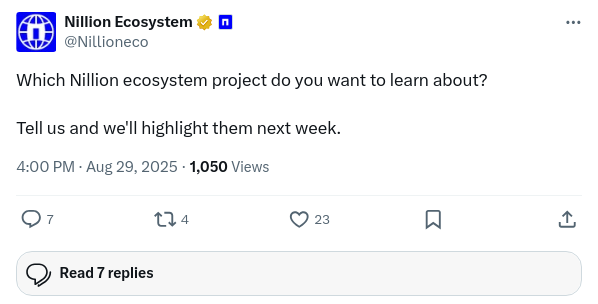 Nillion Ecosystem
@Nillioneco
Which Nillion ecosystem project do you want to learn about?
Tell us and we'll highlight them next week.
4:00 PM · Aug 29, 2025 · 1,050 Views
7 4 23
Read 7 replies